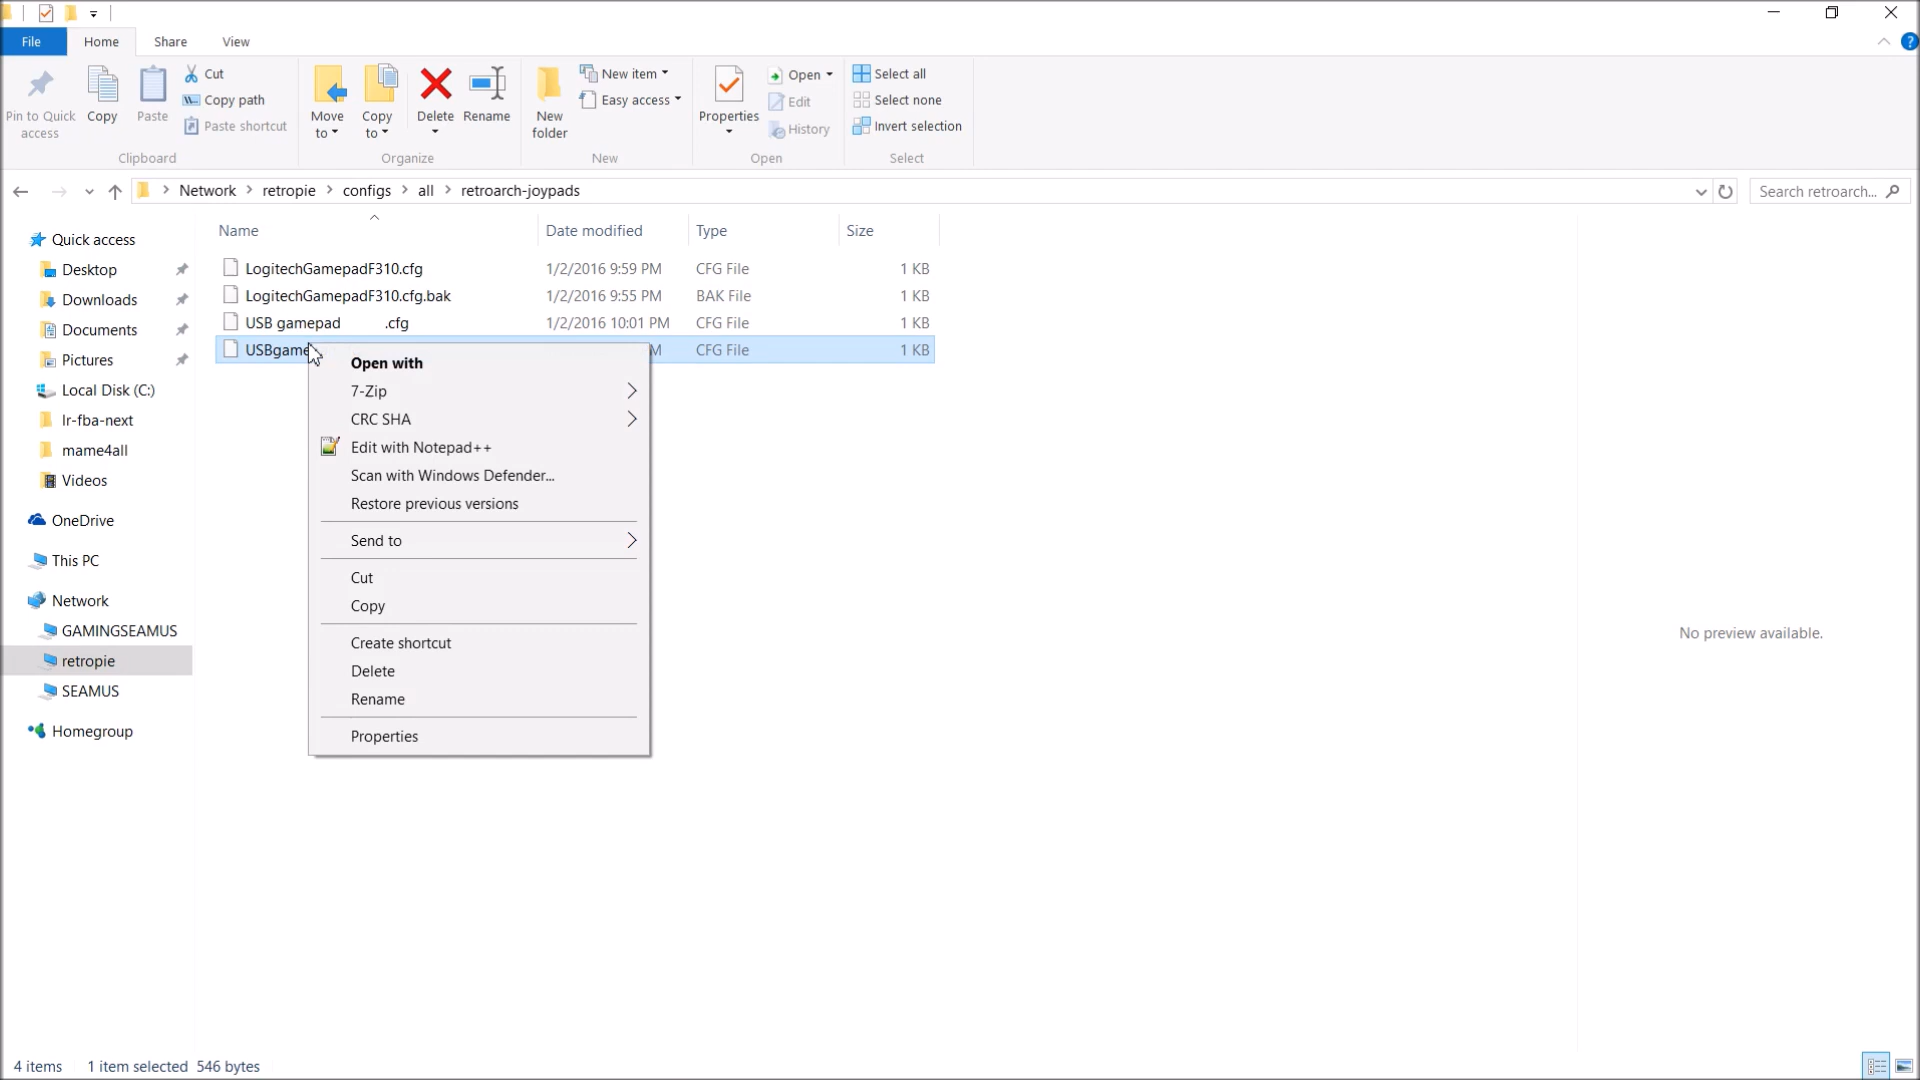 File Home Share View
Pin to Quick access
Copy
Paste
Cut
Copy path
Paste shortcut
Clipboard
Move to
Copy to
Delete
Rename
Organize
New folder
New item
Easy access
New
Properties
Open
Edit
History
Open
Select all
Select none
Invert selection
Select
Network retropie configs all retroarch-joypads
Search retroarch...
Quick access
Desktop
Downloads
Documents
Pictures
Local Disk (C:)
lr-fba-next
mame4all
Videos
OneDrive
This PC
Network
GAMINGSEAMUS
retropie
SEAMUS
Homegroup
Name Date modified Type Size
LogitechGamepadF310.cfg 1/2/2016 9:59 PM CFG File 1 KB
LogitechGamepadF310.cfg.bak 1/2/2016 9:55 PM BAK File 1 KB
USB gamepad .cfg 1/2/2016 10:01 PM CFG File 1 KB
USBgame M CFG File 1 KB
Open with
7-Zip
CRC SHA
Edit with Notepad++
Scan with Windows Defender...
Restore previous versions
Send to
Cut
Copy
Create shortcut
Delete
Rename
Properties
No preview available.
4 items 1 item selected 546 bytes